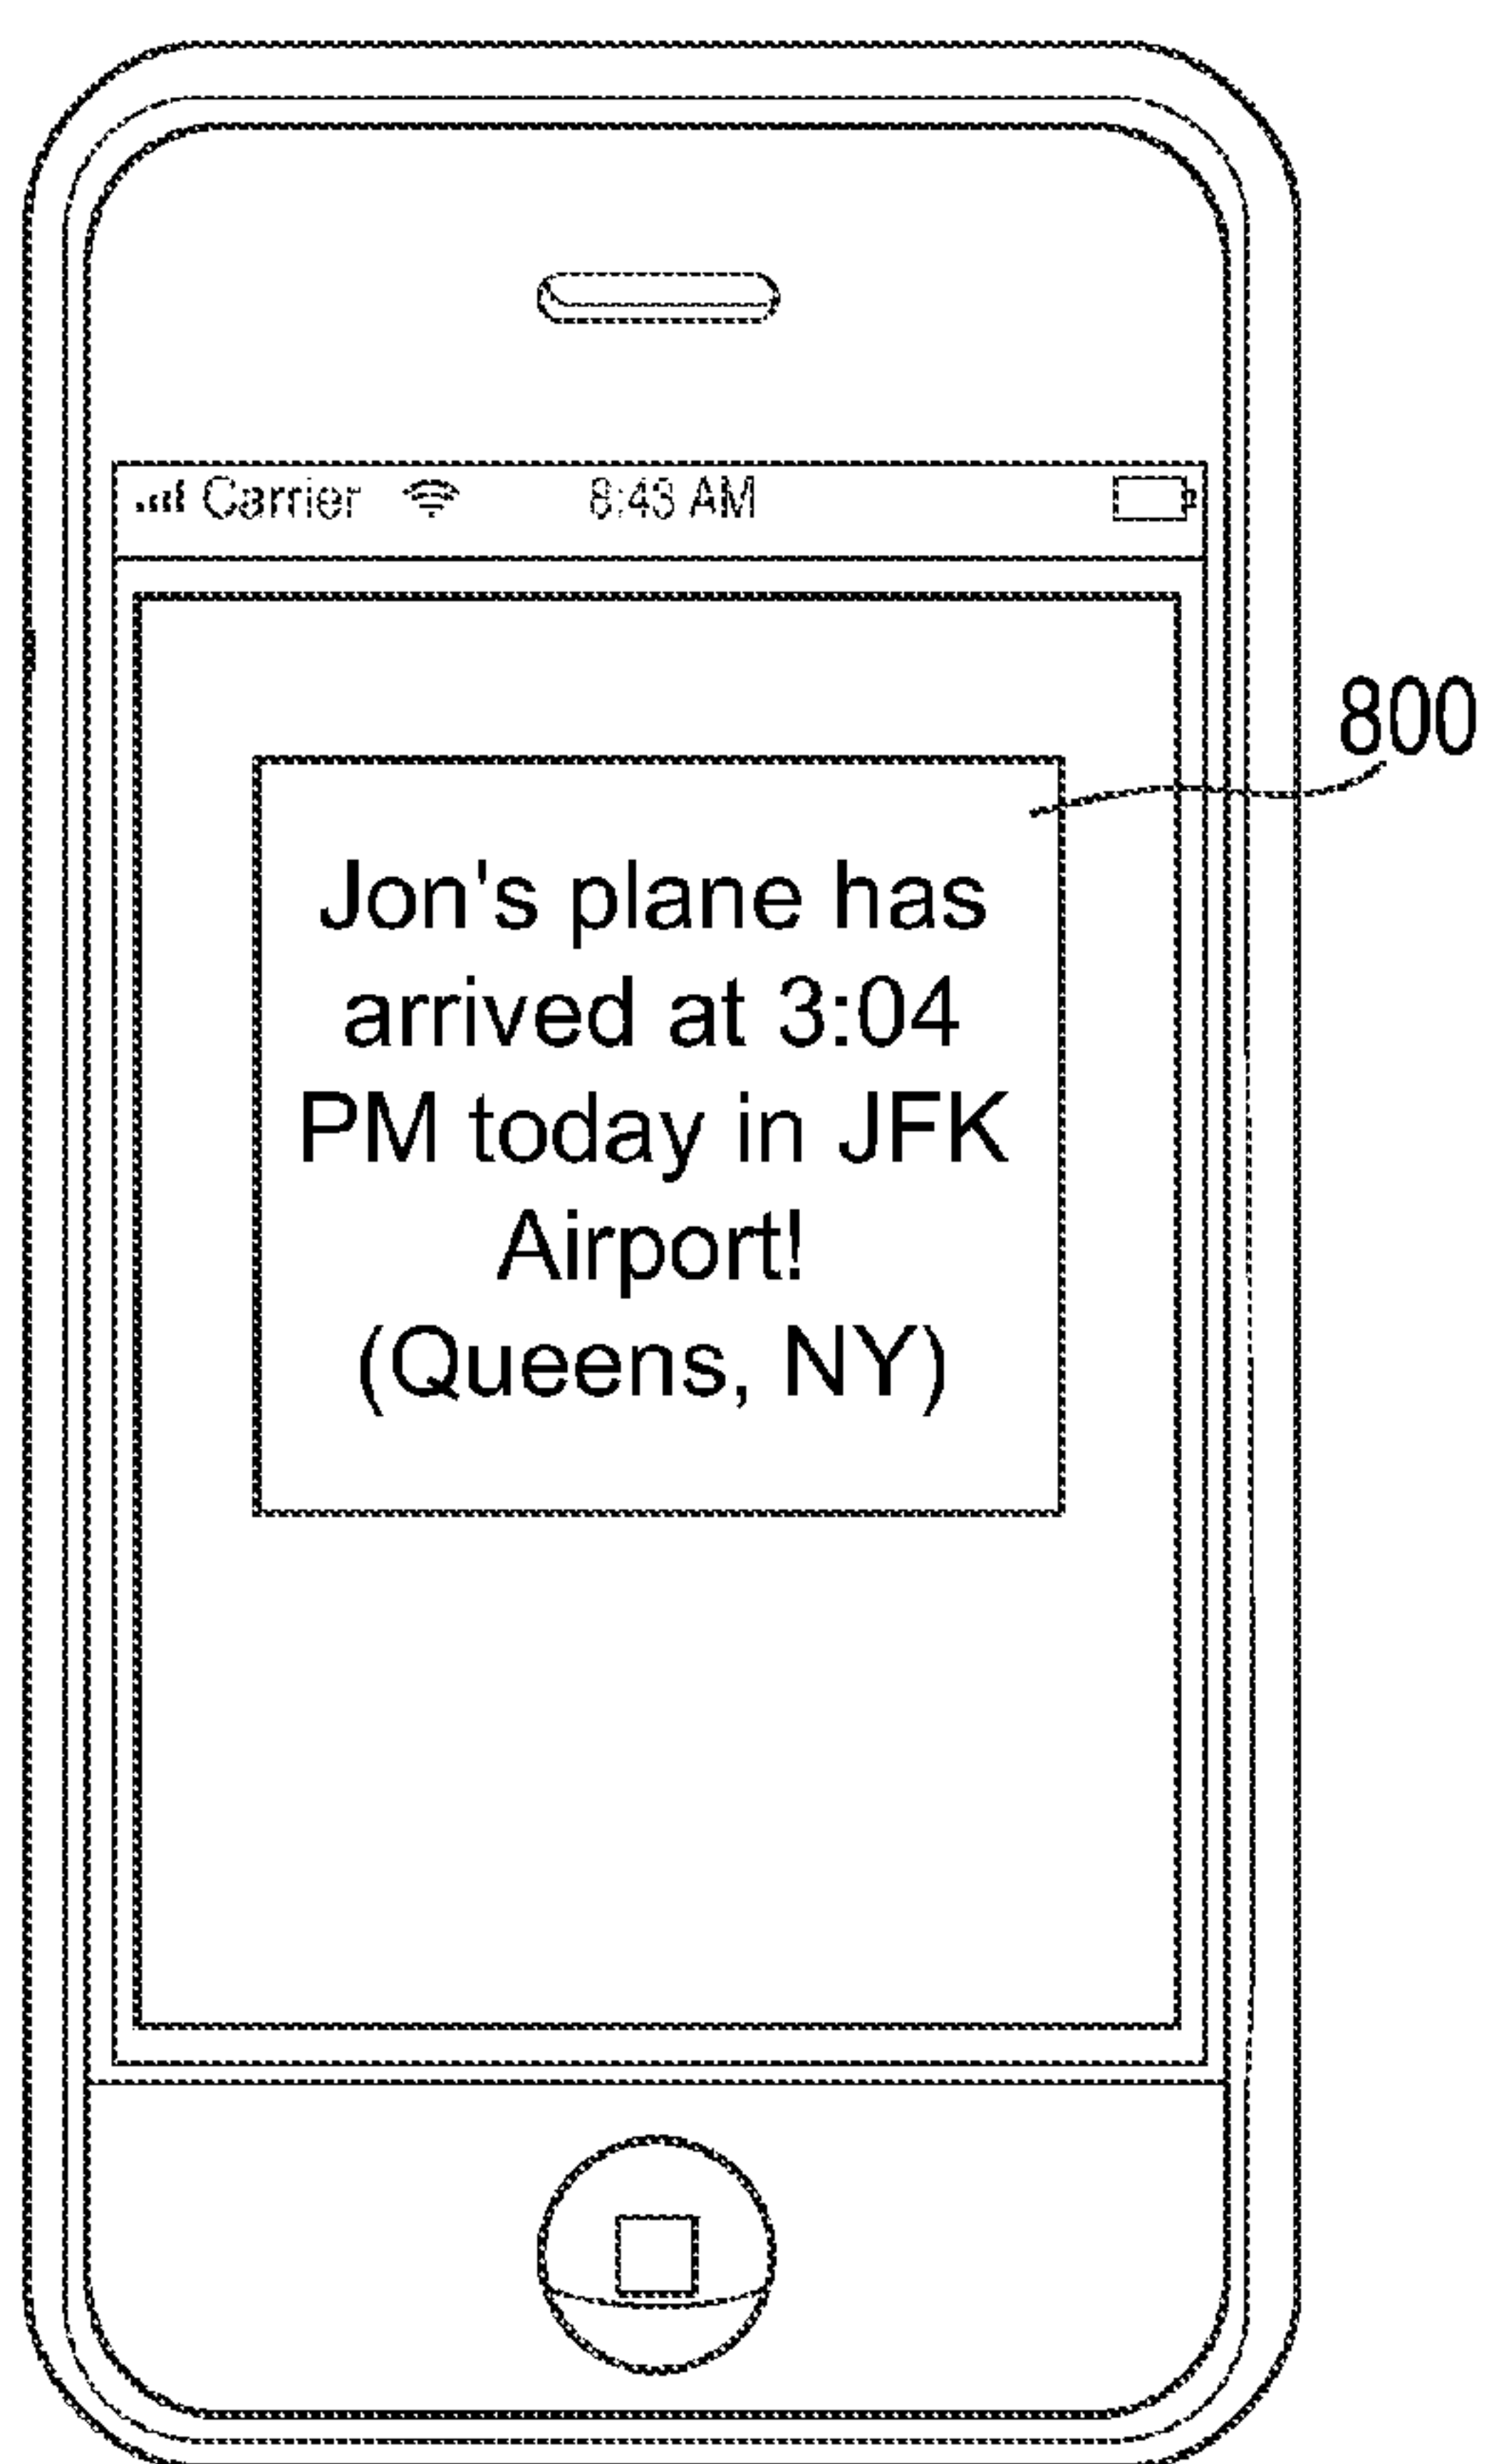 Carrier 8:43 AM
800
Jon's plane has
arrived at 3:04
PM today in JFK
Airport!
(Queens, NY)